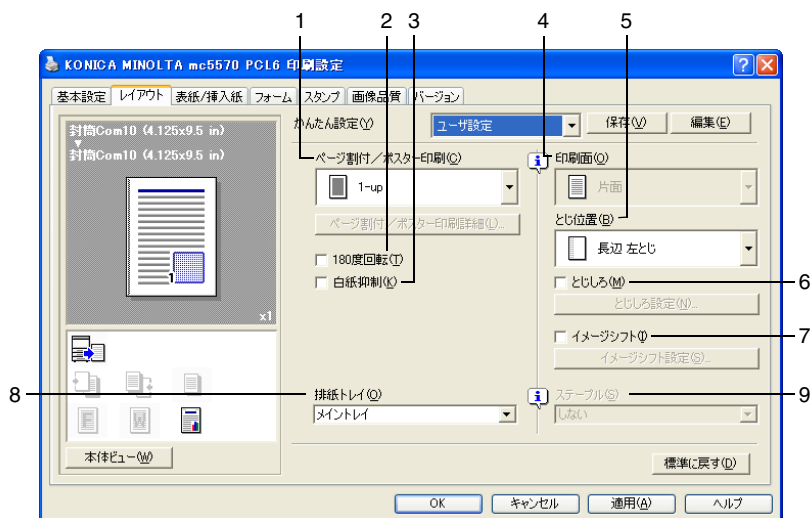 1 2 3 4 5
KONICA MINOLTA mc5570 PCL6 印刷設定
基本設定 レイアウト 表紙/挿入紙 フォーム スタンプ 画像品質 バージョン
封筒Com10 (4.125x9.5 in)
封筒Com10 (4.125x9.5 in)
1
x1
本体ビュー(W)
かんたん設定(Y) ユーザ設定 保存(V) 編集(E)
ページ割付/ポスター印刷(C)
1-up
ページ割付/ポスター印刷詳細(L)...
180度回転(T)
白紙抑制(K)
排紙トレイ(O)
メイントレイ
印刷面(Q)
片面
とじ位置(B)
長辺 左とじ
とじしろ(M)
とじしろ設定(N)...
イメージシフト(I)
イメージシフト設定(S)...
ステープル(S)
しない
標準に戻す(D)
OK キャンセル 適用(A) ヘルプ
6
7
8
9
F W